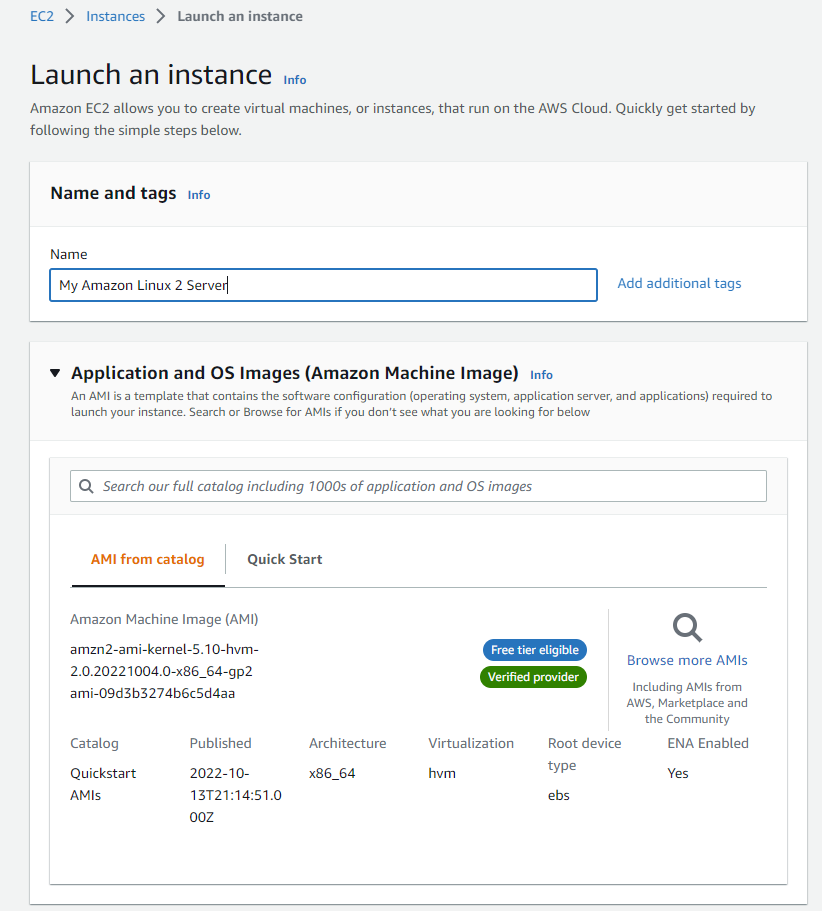 EC2 > Instances > Launch an instance
Launch an instance Info
Amazon EC2 allows you to create virtual machines, or instances, that run on the AWS Cloud. Quickly get started by
following the simple steps below.
Name and tags Info
Name
My Amazon Linux 2 Server
Add additional tags
Application and OS Images (Amazon Machine Image) Info
An AMI is a template that contains the software configuration (operating system, application server, and applications) required to
launch your instance. Search or Browse for AMIs if you don't see what you are looking for below
Search our full catalog including 1000s of application and OS images
AMI from catalog
Quick Start
Amazon Machine Image (AMI)
amzn2-ami-kernel-5.10-hvm-
2.0.20221004.0-x86_64-gp2
ami-09d3b3274b6c5d4aa
Free tier eligible
Verified provider
Browse more AMIs
Including AMIs from
AWS, Marketplace and
the Community
Catalog
Quickstart
AMIs
Published
2022-10-
13T21:14:51.0
00Z
Architecture
x86_64
Virtualization
hvm
Root device
type
ebs
ENA Enabled
Yes